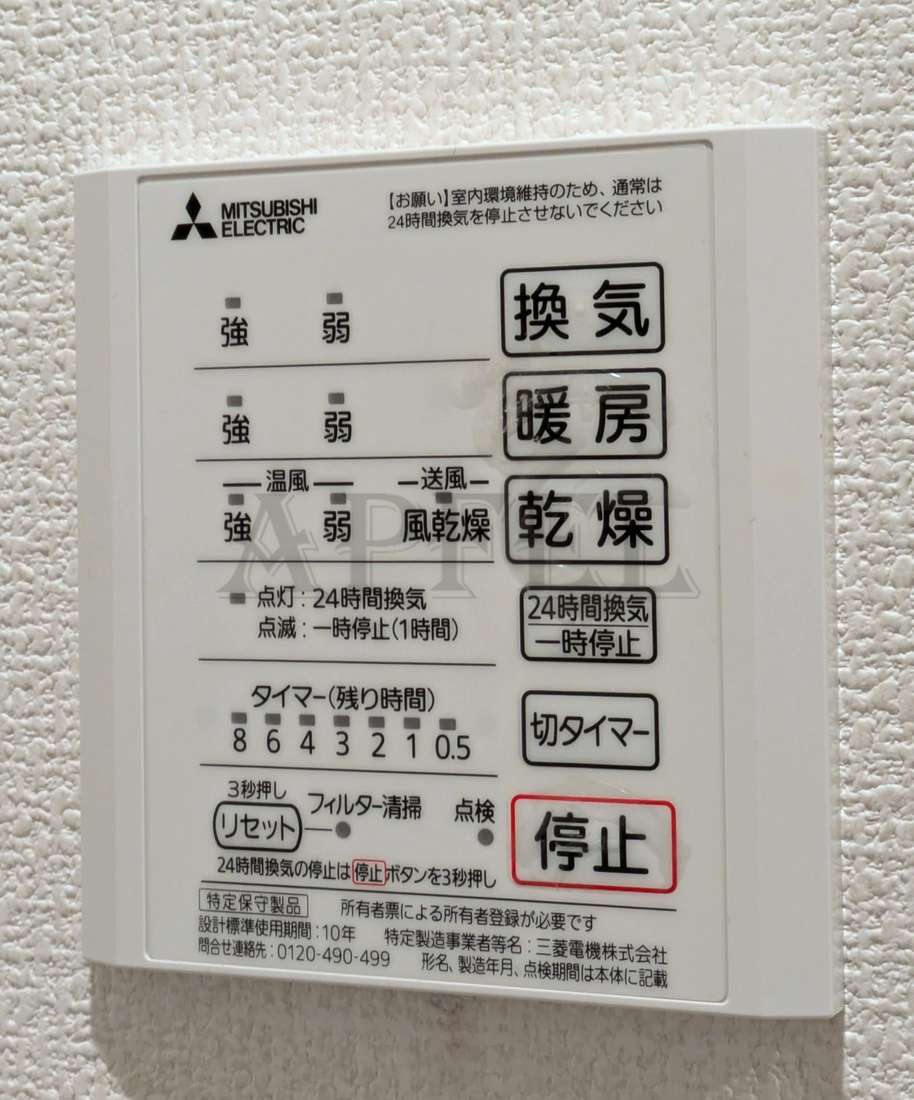 MITSUBISHI
ELECTRIC
【お願い】室内環境維持のため、通常は
24時間換気を停止させないでください
強 弱 換気
強 弱 暖房
温風 送風
強 弱 風乾燥 乾燥
APFEL
点灯：24時間換気
点滅：一時停止(1時間)
24時間換気
一時停止
タイマー(残り時間)
8 6 4 3 2 1 0.5
切タイマー
3秒押し
リセット フィルター清掃 点検
停止
24時間換気の停止は停止ボタンを3秒押し
特定保守製品 所有者票による所有者登録が必要です
設計標準使用期間：10年 特定製造事業者等名：三菱電機株式会社
問合せ連絡先：0120-490-499 形名、製造年月、点検期間は本体に記載